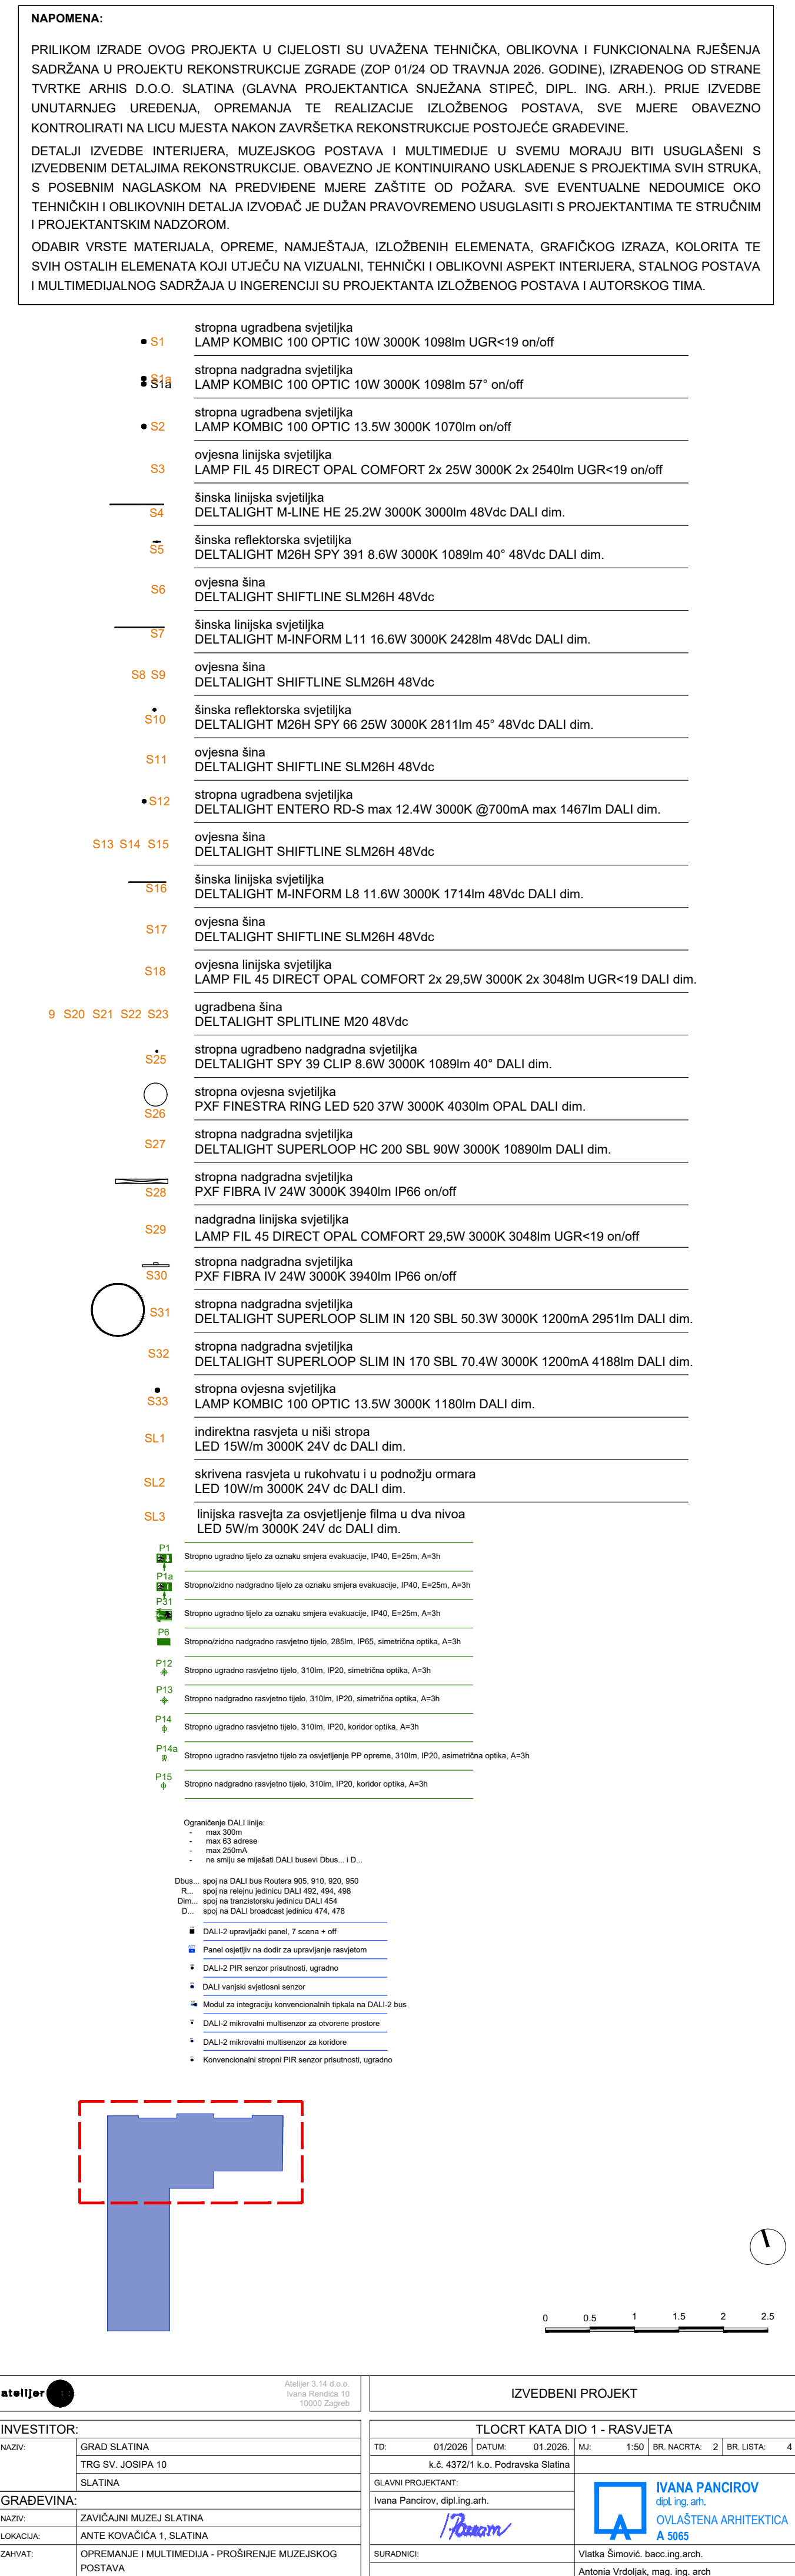 NAPOMENA:
PRILIKOM IZRADE OVOG PROJEKTA U CIJELOSTI SU UVAŽENA TEHNIČKA, OBLIKOVNA I FUNKCIONALNA RJEŠENJA
SADRŽANA U PROJEKTU REKONSTRUKCIJE ZGRADE (ZOP 01/24 OD TRAVNJA 2026. GODINE), IZRAĐENOG OD STRANE
TVRTKE ARHIS D.O.O. SLATINA (GLAVNA PROJEKTANTICA SNJEŽANA STIPEČ, DIPL. ING. ARH.). PRIJE IZVEDBE
UNUTARNJEG UREĐENJA, OPREMANJA TE REALIZACIJE IZLOŽBENOG POSTAVA, SVE MJERE OBAVEZNO
KONTROLIRATI NA LICU MJESTA NAKON ZAVRŠETKA REKONSTRUKCIJE POSTOJEĆE GRAĐEVINE.
DETALJI IZVEDBE INTERIJERA, MUZEJSKOG POSTAVA I MULTIMEDIJE U SVEMU MORAJU BITI USUGLAŠENI S
IZVEDBENIM DETALJIMA REKONSTRUKCIJE. OBAVEZNO JE KONTINUIRANO USKLAĐENJE S PROJEKTIMA SVIH STRUKA,
S POSEBNIM NAGLASKOM NA PREDVIĐENE MJERE ZAŠTITE OD POŽARA. SVE EVENTUALNE NEDOUMICE OKO
TEHNIČKIH I OBLIKOVNIH DETALJA IZVOĐAČ JE DUŽAN PRAVOVREMENO USUGLASITI S PROJEKTANTIMA TE STRUČNIM
I PROJEKTANTSKIM NADZOROM.
ODABIR VRSTE MATERIJALA, OPREME, NAMJEŠTAJA, IZLOŽBENIH ELEMENATA, GRAFIČKOG IZRAZA, KOLORITA TE
SVIH OSTALIH ELEMENATA KOJI UTJEČU NA VIZUALNI, TEHNIČKI I OBLIKOVNI ASPEKT INTERIJERA, STALNOG POSTAVA
I MULTIMEDIJALNOG SADRŽAJA U INGERENCIJI SU PROJEKTANTA IZLOŽBENOG POSTAVA I AUTORSKOG TIMA.
stropna ugradbena svjetiljka
S1 LAMP KOMBIC 100 OPTIC 10W 3000K 1098lm UGR<19 on/off
stropna nadgradna svjetiljka
S1a
S1a LAMP KOMBIC 100 OPTIC 10W 3000K 1098lm 57° on/off
stropna ugradbena svjetiljka
S2 LAMP KOMBIC 100 OPTIC 13.5W 3000K 1070lm on/off
ovjesna linijska svjetiljka
S3 LAMP FIL 45 DIRECT OPAL COMFORT 2x 25W 3000K 2x 2540lm UGR<19 on/off
šinska linijska svjetiljka
S4 DELTALIGHT M-LINE HE 25.2W 3000K 3000lm 48Vdc DALI dim.
šinska reflektorska svjetiljka
S5 DELTALIGHT M26H SPY 391 8.6W 3000K 1089lm 40° 48Vdc DALI dim.
ovjesna šina
S6 DELTALIGHT SHIFTLINE SLM26H 48Vdc
šinska linijska svjetiljka
S7 DELTALIGHT M-INFORM L11 16.6W 3000K 2428lm 48Vdc DALI dim.
ovjesna šina
S8 S9 DELTALIGHT SHIFTLINE SLM26H 48Vdc
šinska reflektorska svjetiljka
S10 DELTALIGHT M26H SPY 66 25W 3000K 2811lm 45° 48Vdc DALI dim.
ovjesna šina
S11 DELTALIGHT SHIFTLINE SLM26H 48Vdc
stropna ugradbena svjetiljka
S12 DELTALIGHT ENTERO RD-S max 12.4W 3000K @700mA max 1467lm DALI dim.
ovjesna šina
S13 S14 S15 DELTALIGHT SHIFTLINE SLM26H 48Vdc
šinska linijska svjetiljka
S16 DELTALIGHT M-INFORM L8 11.6W 3000K 1714lm 48Vdc DALI dim.
ovjesna šina
S17 DELTALIGHT SHIFTLINE SLM26H 48Vdc
ovjesna linijska svjetiljka
S18 LAMP FIL 45 DIRECT OPAL COMFORT 2x 29,5W 3000K 2x 3048lm UGR<19 DALI dim.
ugradbena šina
9 S20 S21 S22 S23 DELTALIGHT SPLITLINE M20 48Vdc
stropna ugradbeno nadgradna svjetiljka
S25 DELTALIGHT SPY 39 CLIP 8.6W 3000K 1089lm 40° DALI dim.
stropna ovjesna svjetiljka
S26 PXF FINESTRA RING LED 520 37W 3000K 4030lm OPAL DALI dim.
stropna nadgradna svjetiljka
S27 DELTALIGHT SUPERLOOP HC 200 SBL 90W 3000K 10890lm DALI dim.
stropna nadgradna svjetiljka
S28 PXF FIBRA IV 24W 3000K 3940lm IP66 on/off
nadgradna linijska svjetiljka
S29 LAMP FIL 45 DIRECT OPAL COMFORT 29,5W 3000K 3048lm UGR<19 on/off
stropna nadgradna svjetiljka
S30 PXF FIBRA IV 24W 3000K 3940lm IP66 on/off
stropna nadgradna svjetiljka
S31 DELTALIGHT SUPERLOOP SLIM IN 120 SBL 50.3W 3000K 1200mA 2951lm DALI dim.
stropna nadgradna svjetiljka
S32 DELTALIGHT SUPERLOOP SLIM IN 170 SBL 70.4W 3000K 1200mA 4188lm DALI dim.
stropna ovjesna svjetiljka
S33 LAMP KOMBIC 100 OPTIC 13.5W 3000K 1180lm DALI dim.
indirektna rasvjeta u niši stropa
SL1 LED 15W/m 3000K 24V dc DALI dim.
skrivena rasvjeta u rukohvatu i u podnožju ormara
SL2 LED 10W/m 3000K 24V dc DALI dim.
linijska rasvejta za osvjetljenje filma u dva nivoa
SL3 LED 5W/m 3000K 24V dc DALI dim.
P1 Stropno ugradno tijelo za oznaku smjera evakuacije, IP40, E=25m, A=3h
P1a Stropno/zidno nadgradno tijelo za oznaku smjera evakuacije, IP40, E=25m, A=3h
P31 Stropno ugradno tijelo za oznaku smjera evakuacije, IP40, E=25m, A=3h
P6 Stropno/zidno nadgradno rasvjetno tijelo, 285lm, IP65, simetrična optika, A=3h
P12 Stropno ugradno rasvjetno tijelo, 310lm, IP20, simetrična optika, A=3h
P13 Stropno nadgradno rasvjetno tijelo, 310lm, IP20, simetrična optika, A=3h
P14 Stropno ugradno rasvjetno tijelo, 310lm, IP20, koridor optika, A=3h
P14a Stropno ugradno rasvjetno tijelo za osvjetljenje PP opreme, 310lm, IP20, asimetrična optika, A=3h
P15 Stropno nadgradno rasvjetno tijelo, 310lm, IP20, koridor optika, A=3h
Ograničenje DALI linije:
- max 300m
- max 63 adrese
- max 250mA
- ne smiju se miješati DALI busevi Dbus... i D...
Dbus... spoj na DALI bus Routera 905, 910, 920, 950
R... spoj na relejnu jedinicu DALI 492, 494, 498
Dim... spoj na tranzistorsku jedinicu DALI 454
D... spoj na DALI broadcast jedinicu 474, 478
DALI-2 upravljački panel, 7 scena + off
Panel osjetljiv na dodir za upravljanje rasvjetom
DALI-2 PIR senzor prisutnosti, ugradno
DALI vanjski svjetlosni senzor
Modul za integraciju konvencionalnih tipkala na DALI-2 bus
DALI-2 mikrovalni multisenzor za otvorene prostore
DALI-2 mikrovalni multisenzor za koridore
Konvencionalni stropni PIR senzor prisutnosti, ugradno
0 0.5 1 1.5 2 2.5
atelijer
Atelijer 3.14 d.o.o.
Ivana Rendića 10
10000 Zagreb
IZVEDBENI PROJEKT
INVESTITOR:
NAZIV: GRAD SLATINA
TRG SV. JOSIPA 10
SLATINA
GRAĐEVINA:
NAZIV: ZAVIČAJNI MUZEJ SLATINA
LOKACIJA: ANTE KOVAČIĆA 1, SLATINA
ZAHVAT: OPREMANJE I MULTIMEDIJA - PROŠIRENJE MUZEJSKOG
POSTAVA
TLOCRT KATA DIO 1 - RASVJETA
TD: 01/2026 DATUM: 01.2026. MJ: 1:50 BR. NACRTA: 2 BR. LISTA: 4
k.č. 4372/1 k.o. Podravska Slatina
GLAVNI PROJEKTANT:
Ivana Pancirov, dipl.ing.arh.
IVANA PANCIROV
dipl. ing. arh.
OVLAŠTENA ARHITEKTICA
A 5065
SURADNICI: Vlatka Šimović. bacc.ing.arch.
Antonia Vrdoljak, mag. ing. arch